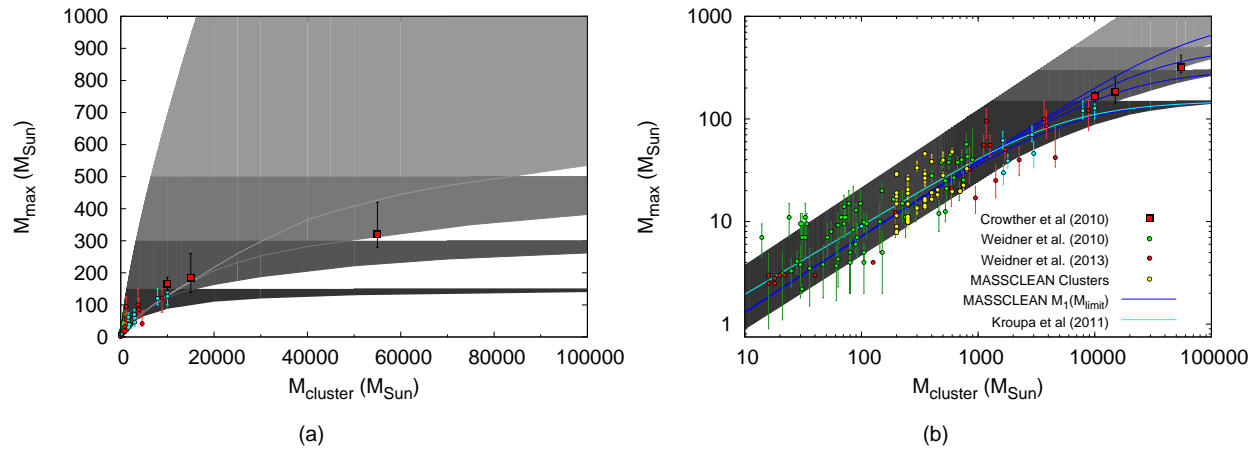 1000
900
800
700
600
500
400
300
200
100
0
0 20000 40000 60000 80000 100000
M_max (M_Sun)
M_cluster (M_Sun)
(a)
1000
100
10
1
10 100 1000 10000 100000
M_max (M_Sun)
M_cluster (M_Sun)
Crowther et al (2010)
Weidner et al. (2010)
Weidner et al. (2013)
MASSCLEAN Clusters
MASSCLEAN M_1(M_limit)
Kroupa et al (2011)
(b)